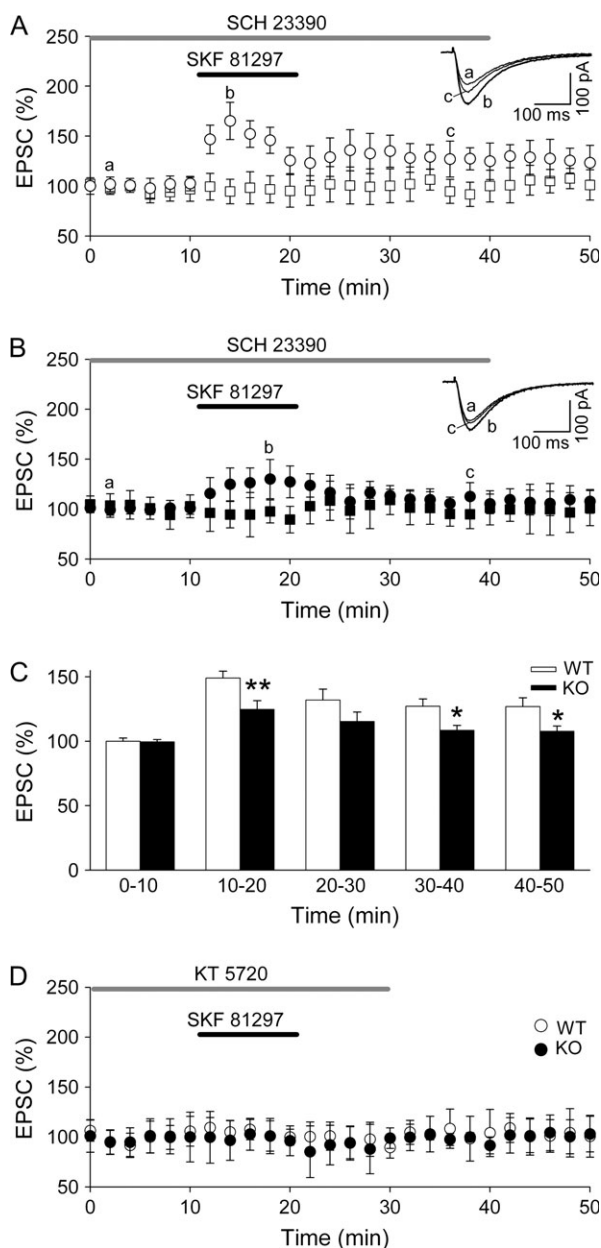 A
SCH 23390
SKF 81297
250
200
150
100
50
EPSC (%)
a
b
c
a
c
b
100 ms
100 pA
0
10
20
30
40
50
Time (min)
B
SCH 23390
SKF 81297
250
200
150
100
50
EPSC (%)
a
b
c
a
c
b
100 ms
100 pA
0
10
20
30
40
50
Time (min)
C
WT
KO
150
100
50
0
EPSC (%)
**
*
*
0-10
10-20
20-30
30-40
40-50
Time (min)
D
KT 5720
SKF 81297
WT
KO
250
200
150
100
50
EPSC (%)
0
10
20
30
40
50
Time (min)